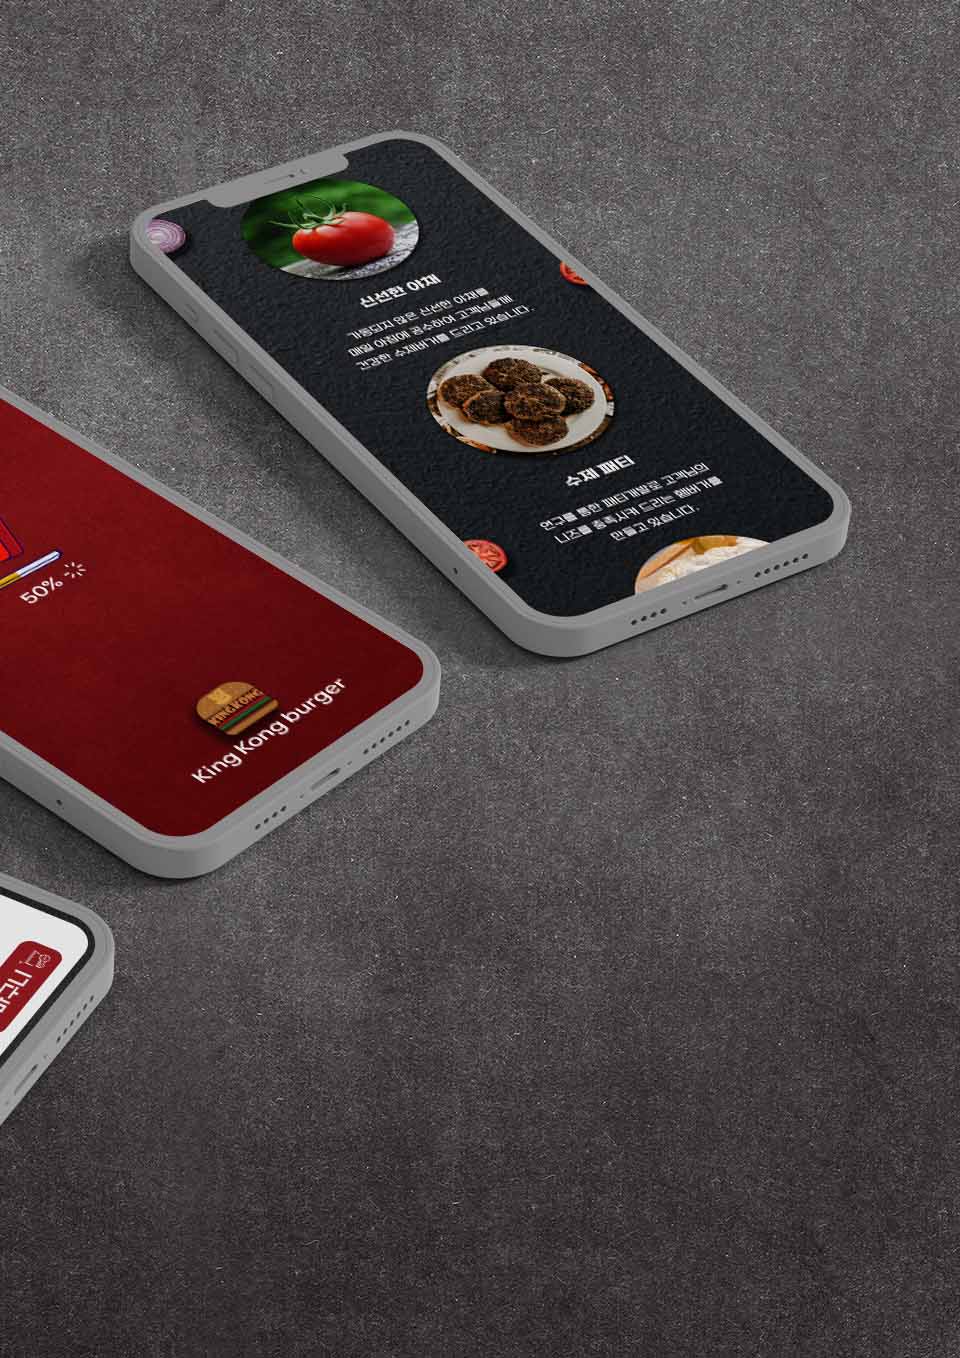 신선한 야채
가공되지 않은 신선한 야채를
매일 아침에 공수하여 고객님들께
건강한 수제버거를 드리고 있습니다.
수제 패티
연구를 통한 패티개발로 고객님의
니즈를 충족시켜 드리는 햄버거를
만들고 있습니다.
50%
KINGKONG
King Kong burger
구니